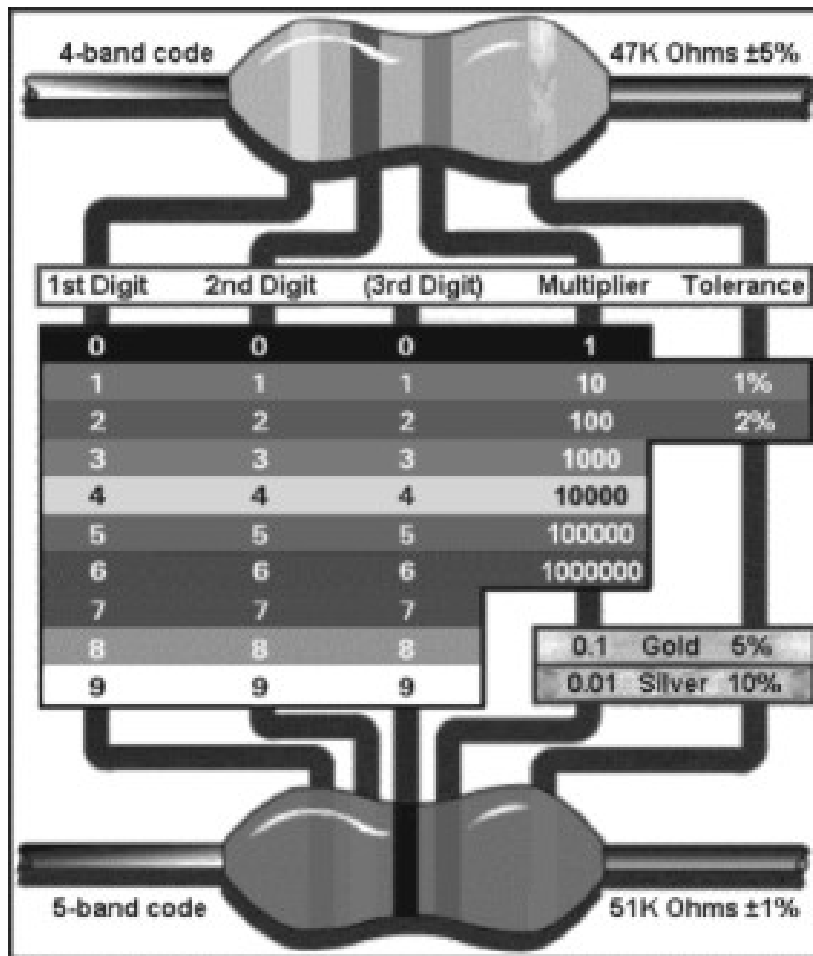 4-band code 47K Ohms ±5%
1st Digit 2nd Digit (3rd Digit) Multiplier Tolerance
0 0 0 1
1 1 1 10 1%
2 2 2 100 2%
3 3 3 1000
4 4 4 10000
5 5 5 100000
6 6 6 1000000
7 7 7
8 8 8 0.1 Gold 5%
9 9 9 0.01 Silver 10%
5-band code 51K Ohms ±1%